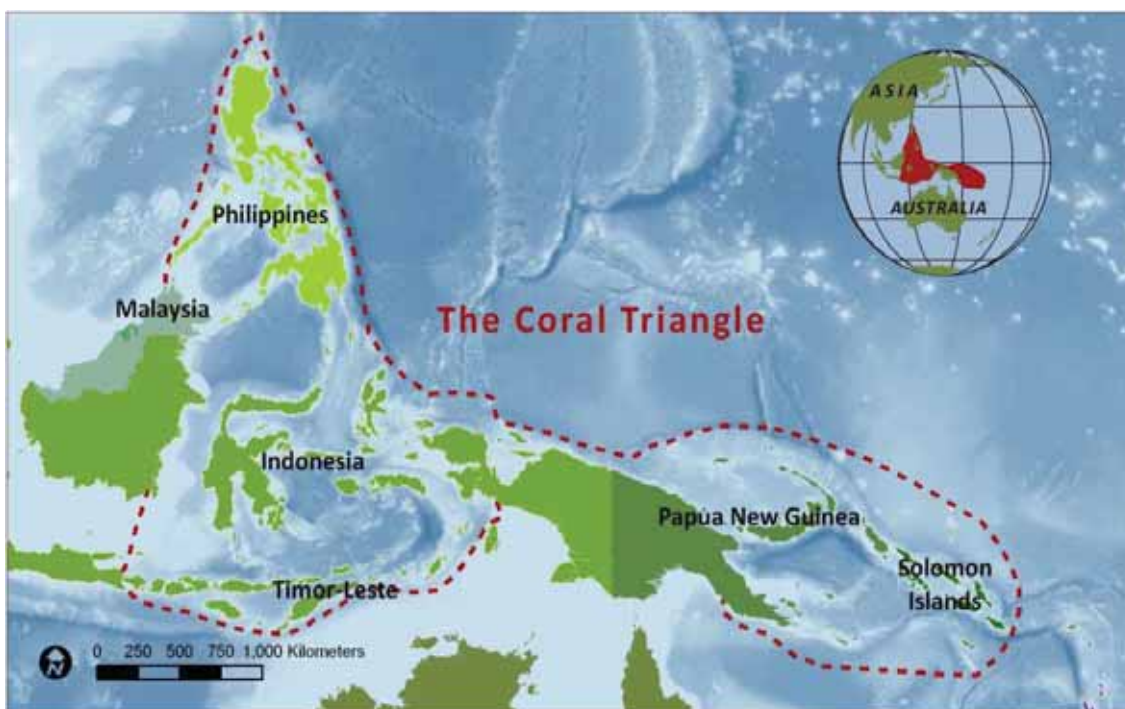 ASIA
AUSTRALIA
Philippines
Malaysia
The Coral Triangle
Indonesia
Papua New Guinea
Solomon
Islands
Timor-Leste
0 250 500 750 1,000 Kilometers
N